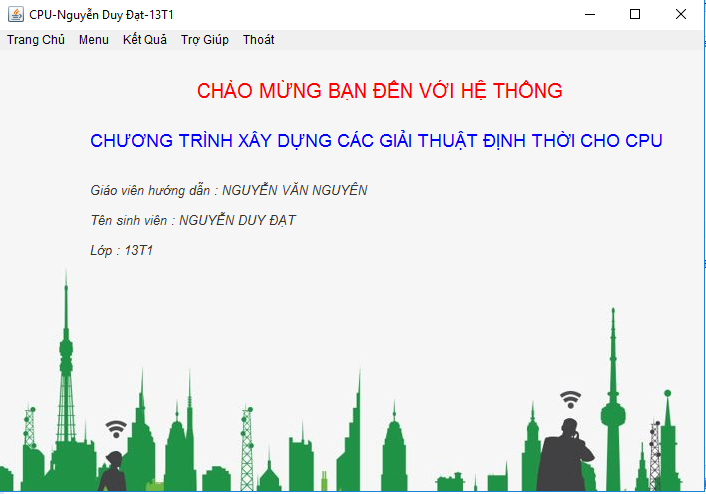 CPU-Nguyễn Duy Đạt-13T1
Trang Chủ Menu Kết Quả Trợ Giúp Thoát
CHÀO MỪNG BẠN ĐẾN VỚI HỆ THỐNG
CHƯƠNG TRÌNH XÂY DỰNG CÁC GIẢI THUẬT ĐỊNH THỜI CHO CPU
Giáo viên hướng dẫn : NGUYỄN VĂN NGUYÊN
Tên sinh viên : NGUYỄN DUY ĐẠT
Lớp : 13T1